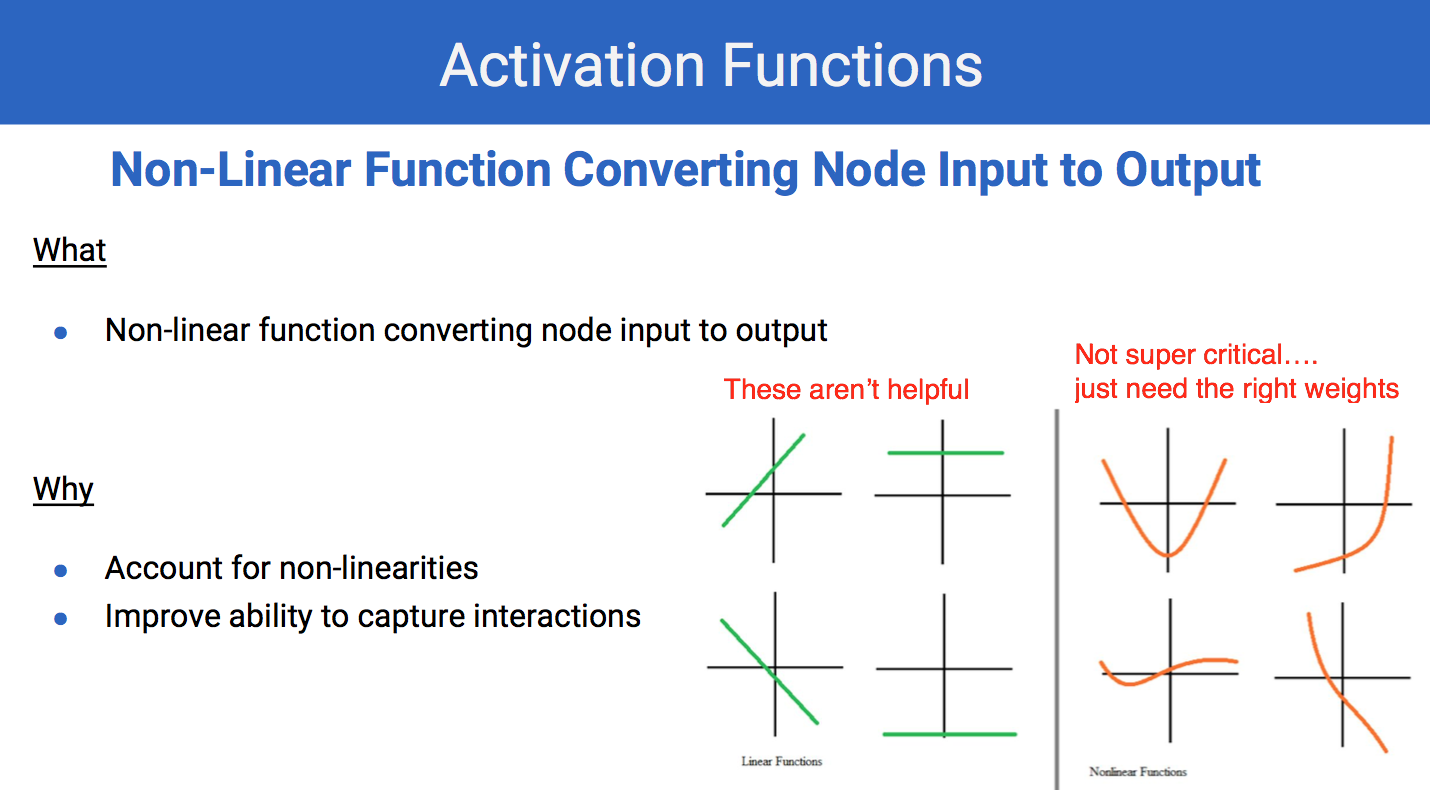 Activation Functions
Non-Linear Function Converting Node Input to Output
What
● Non-linear function converting node input to output
Not super critical….
just need the right weights
These aren’t helpful
Why
● Account for non-linearities
● Improve ability to capture interactions
Linear Functions
Nonlinear Functions